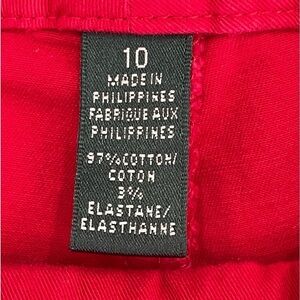 10
MADE IN
PHILIPPINES
FABRIQUE AUX
PHILIPPINES
97% COTTON/
COTON
3%
ELASTANE/
ELASTHANNE